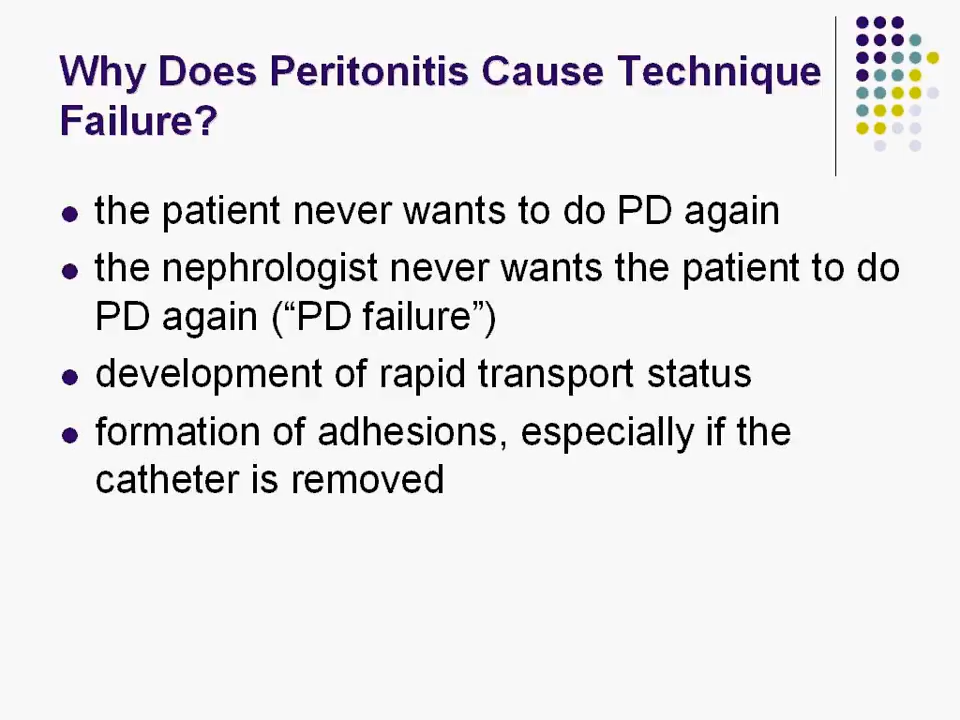 Why Does Peritonitis Cause Technique
Failure?
● the patient never wants to do PD again
● the nephrologist never wants the patient to do
PD again (“PD failure”)
● development of rapid transport status
● formation of adhesions, especially if the
catheter is removed